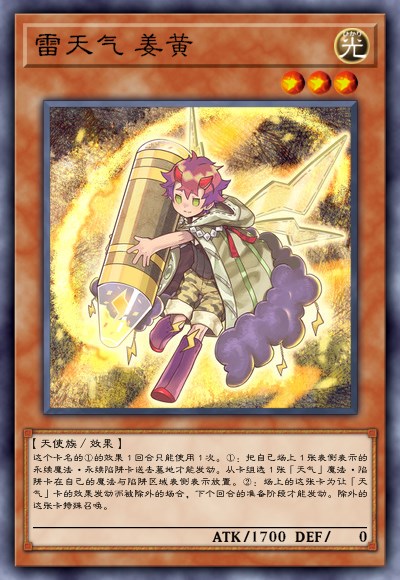 雷天气 姜黄
光
【天使族／效果】
这个卡名的①的效果1回合只能使用1次。①：把自己场上1张表侧表示的
永续魔法·永续陷阱卡送去墓地才能发动。从卡组选1张「天气」魔法·陷
阱卡在自己的魔法与陷阱区域表侧表示放置。②：场上的这张卡为让「天
气」卡的效果发动而被除外的场合，下个回合的准备阶段才能发动。除外的
这张卡特殊召唤。
ATK/1700 DEF/ 0